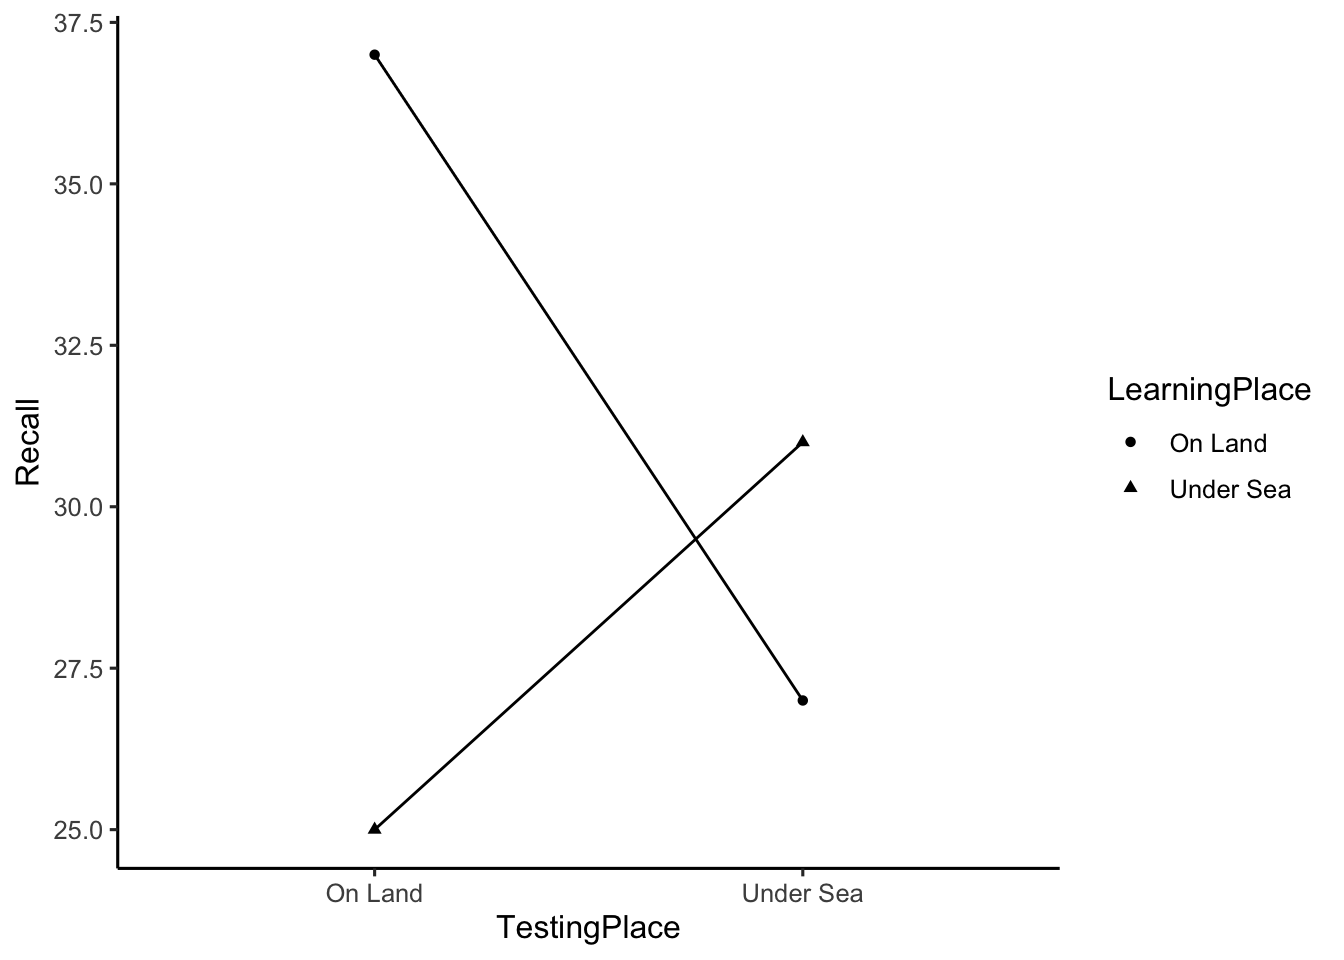 37.5
35.0
32.5
30.0
27.5
25.0
Recall
On Land
Under Sea
TestingPlace
LearningPlace
On Land
Under Sea